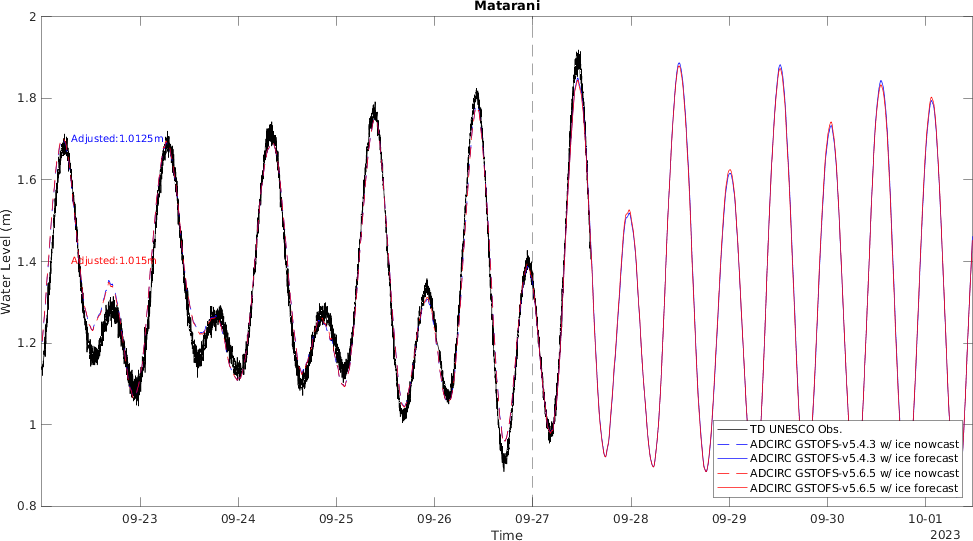 Matarani
2
1.8
1.6
1.4
1.2
1
0.8
Water Level (m)
Adjusted:1.0125m
Adjusted:1.015m
TD UNESCO Obs.
ADCIRC GSTOFS-v5.4.3 w/ ice nowcast
ADCIRC GSTOFS-v5.4.3 w/ ice forecast
ADCIRC GSTOFS-v5.6.5 w/ ice nowcast
ADCIRC GSTOFS-v5.6.5 w/ ice forecast
09-23 09-24 09-25 09-26 09-27 09-28 09-29 09-30 10-01
Time
2023